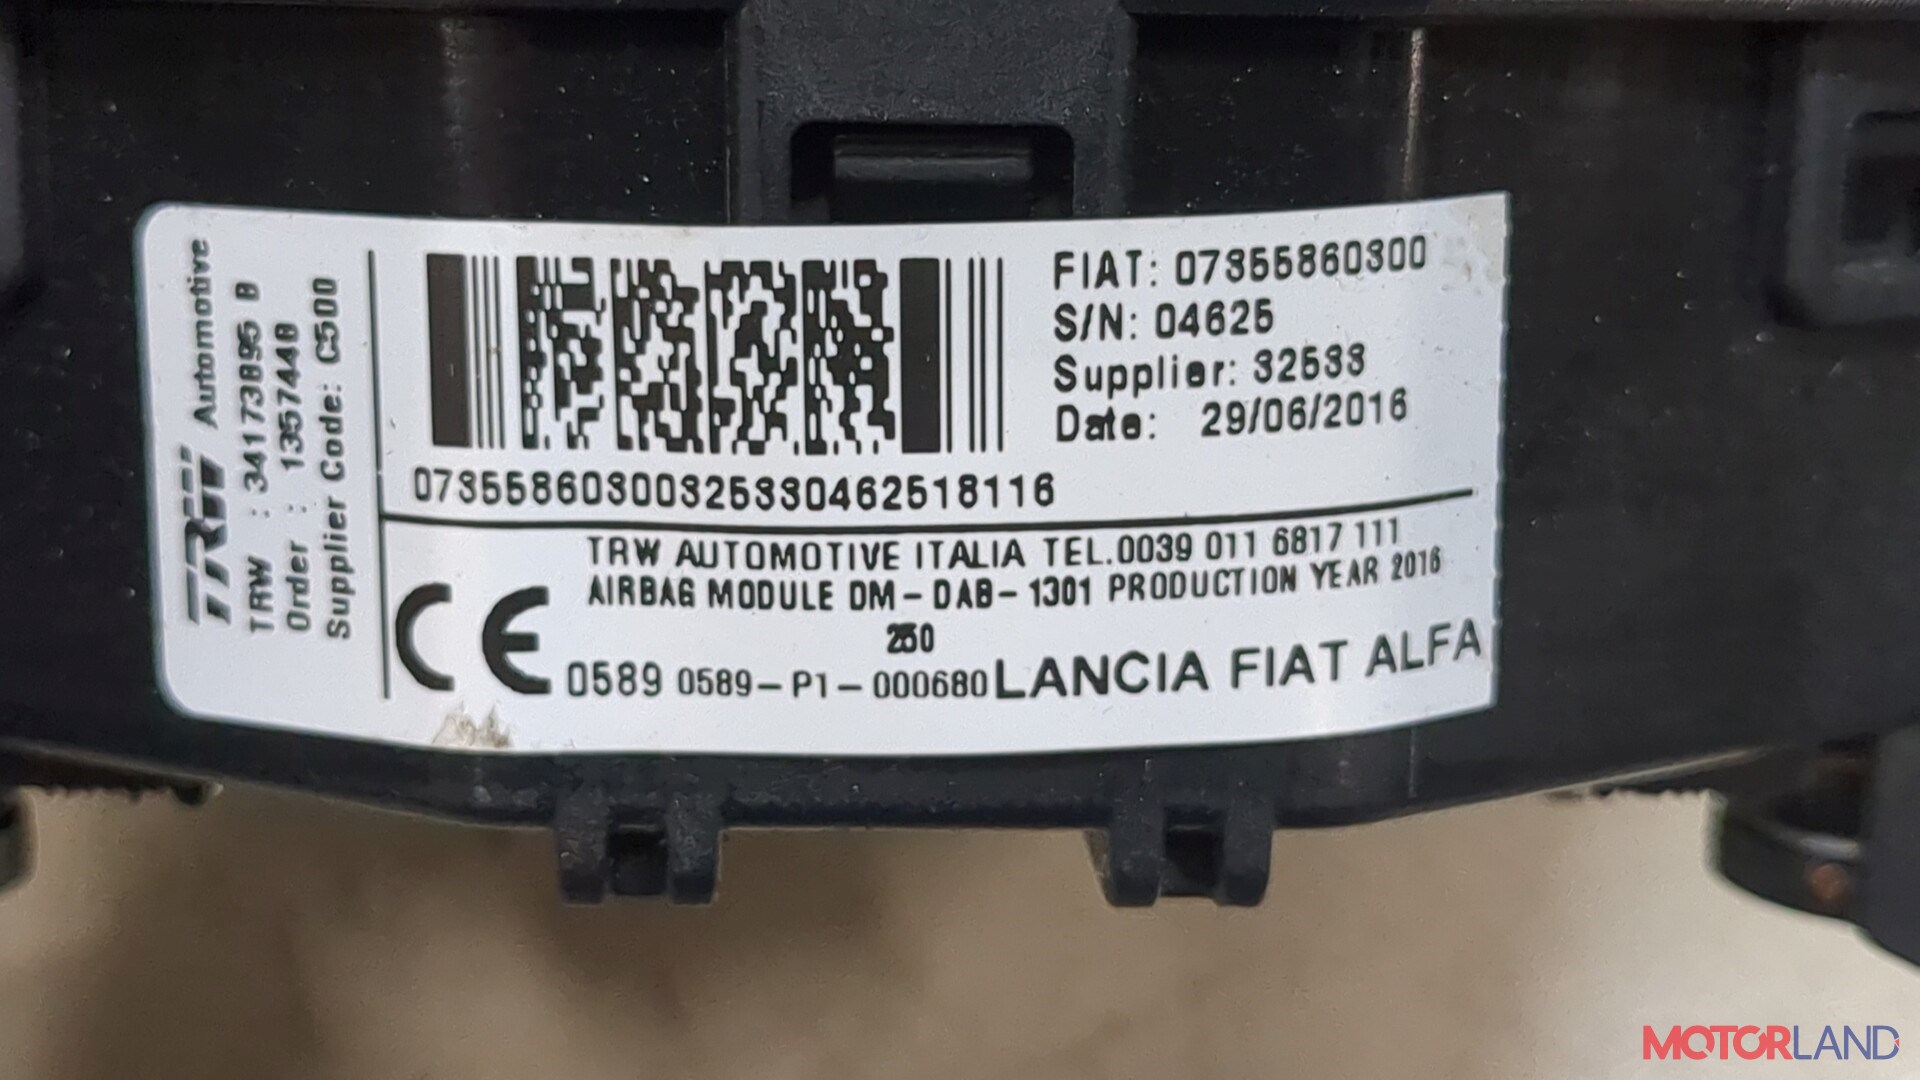 TRW Automotive
TRW : 34173895 B
Order : 13574448
Supplier Code: C500
FIAT: 07355860300
S/N: 04625
Supplier: 32533
Date: 29/06/2016
07355860300325330462518116
TRW AUTOMOTIVE ITALIA TEL.0039 011 6817 111
AIRBAG MODULE DM-DAB-1301 PRODUCTION YEAR 2016
250
CE 0589 0589-P1-000680 LANCIA FIAT ALFA
MOTORLAND